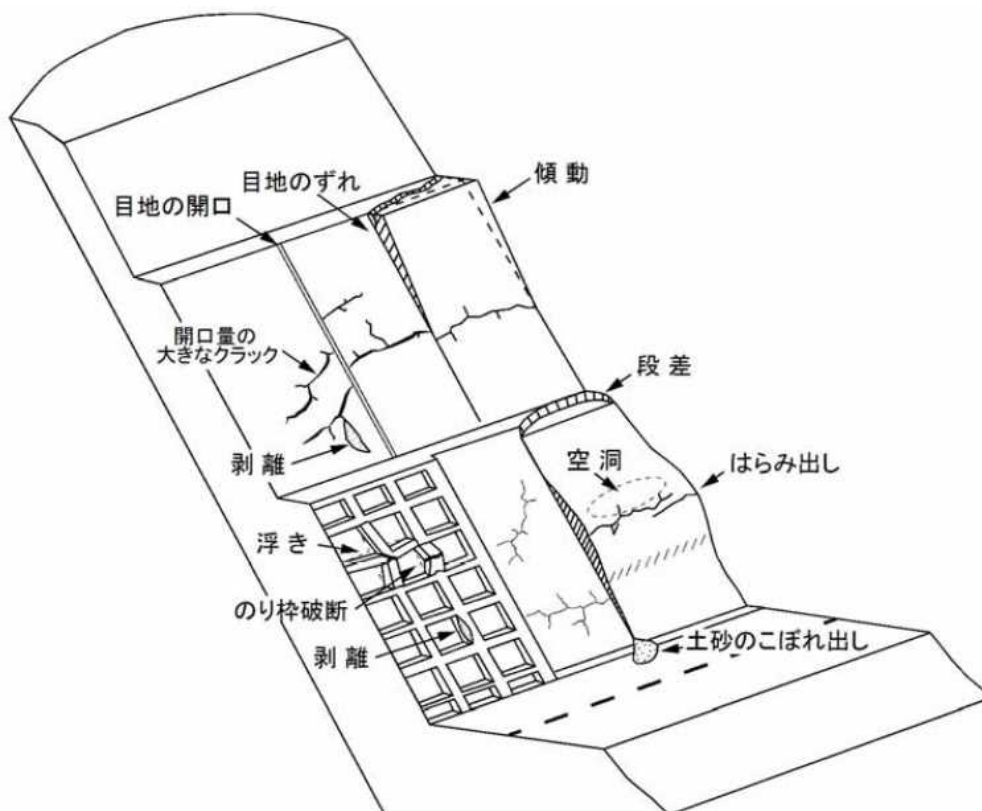 傾動
目地のずれ
目地の開口
開口量の
大きなクラック
段差
剥離
空洞
はらみ出し
浮き
のり枠破断
剥離
土砂のこぼれ出し